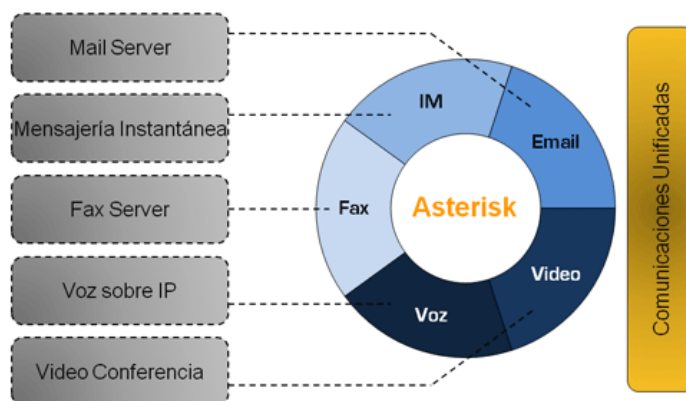 Mail Server
Mensajería Instantánea
Fax Server
Voz sobre IP
Video Conferencia
IM
Email
Fax
Asterisk
Video
Voz
Comunicaciones Unificadas